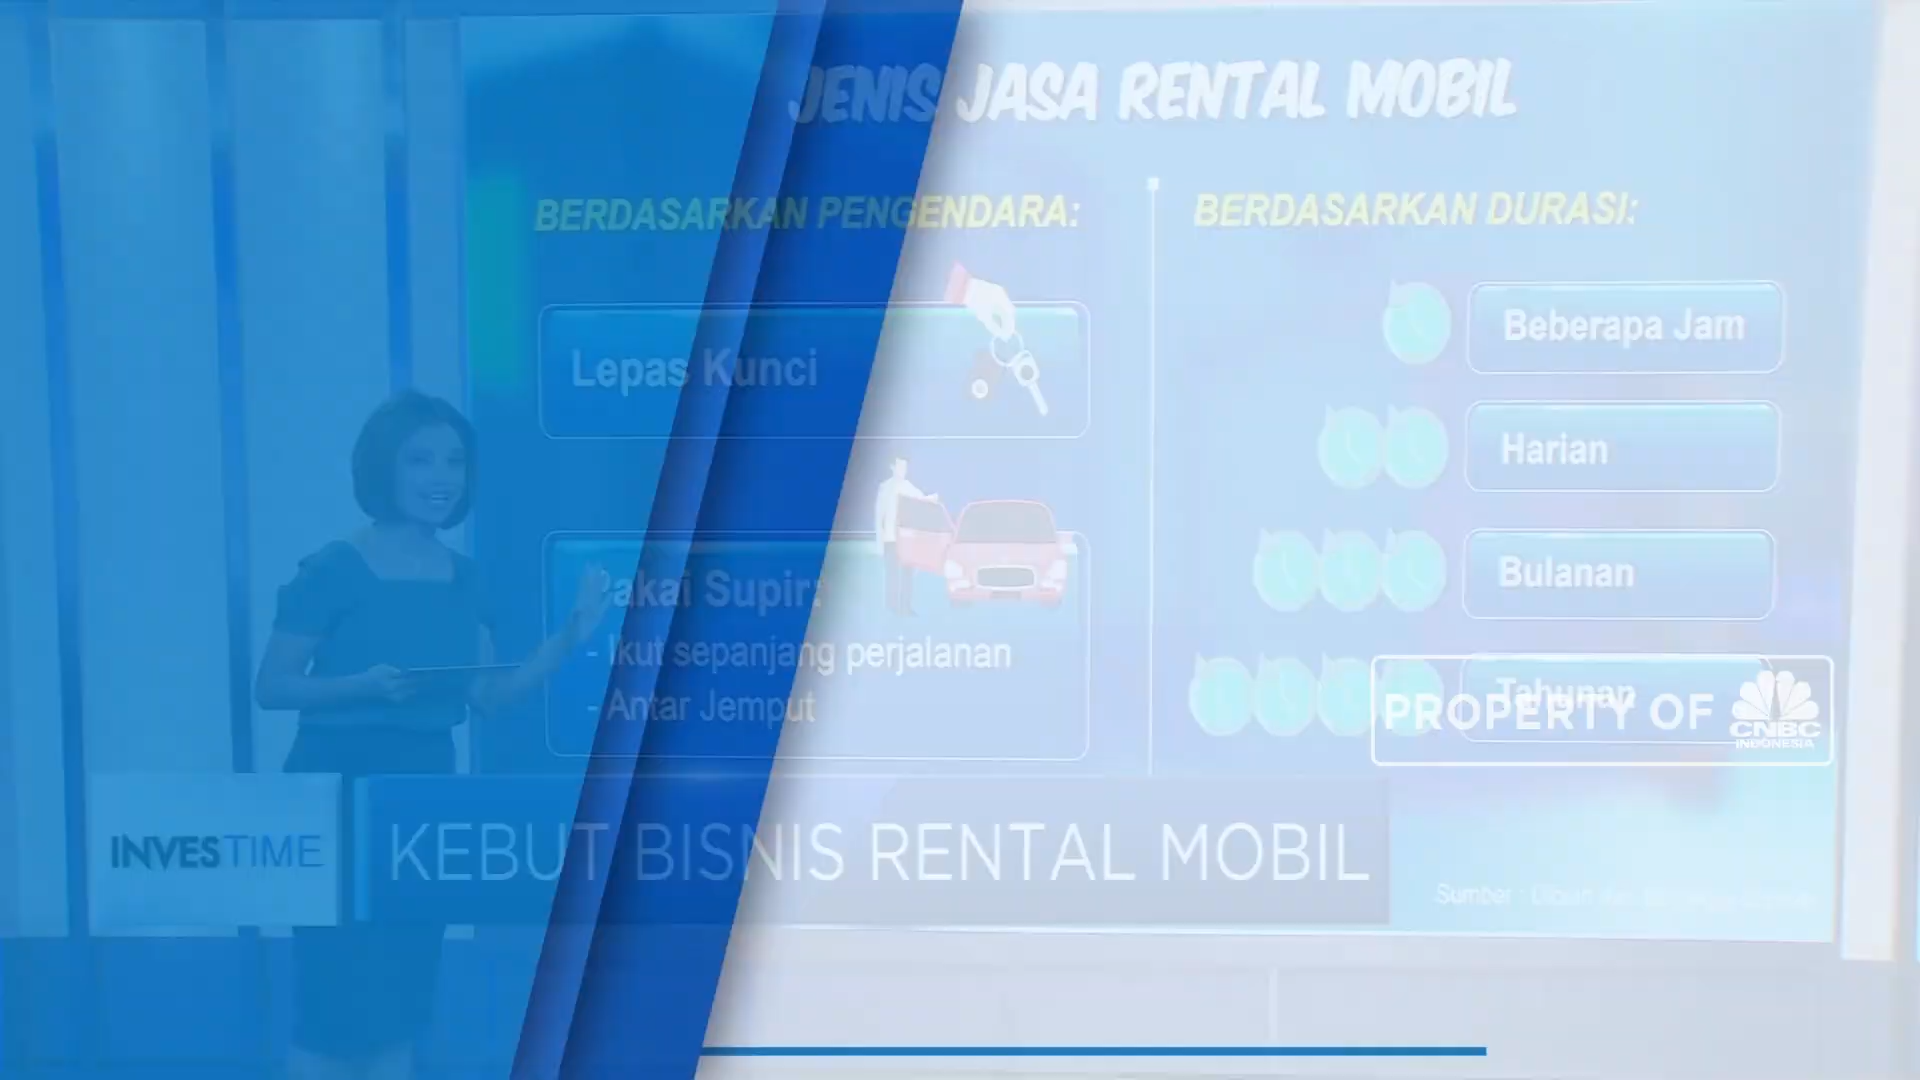 JENIS JASA RENTAL MOBIL
BERDASARKAN PENGENDARA:
Lepas Kunci
Pakai Supir:
- Ikut sepanjang perjalanan
- Antar Jemput
BERDASARKAN DURASI:
Beberapa Jam
Harian
Bulanan
Tahunan
PROPERTY OF CNBC INDONESIA
INVESTIME
KEBUT BISNIS RENTAL MOBIL
Sumber :